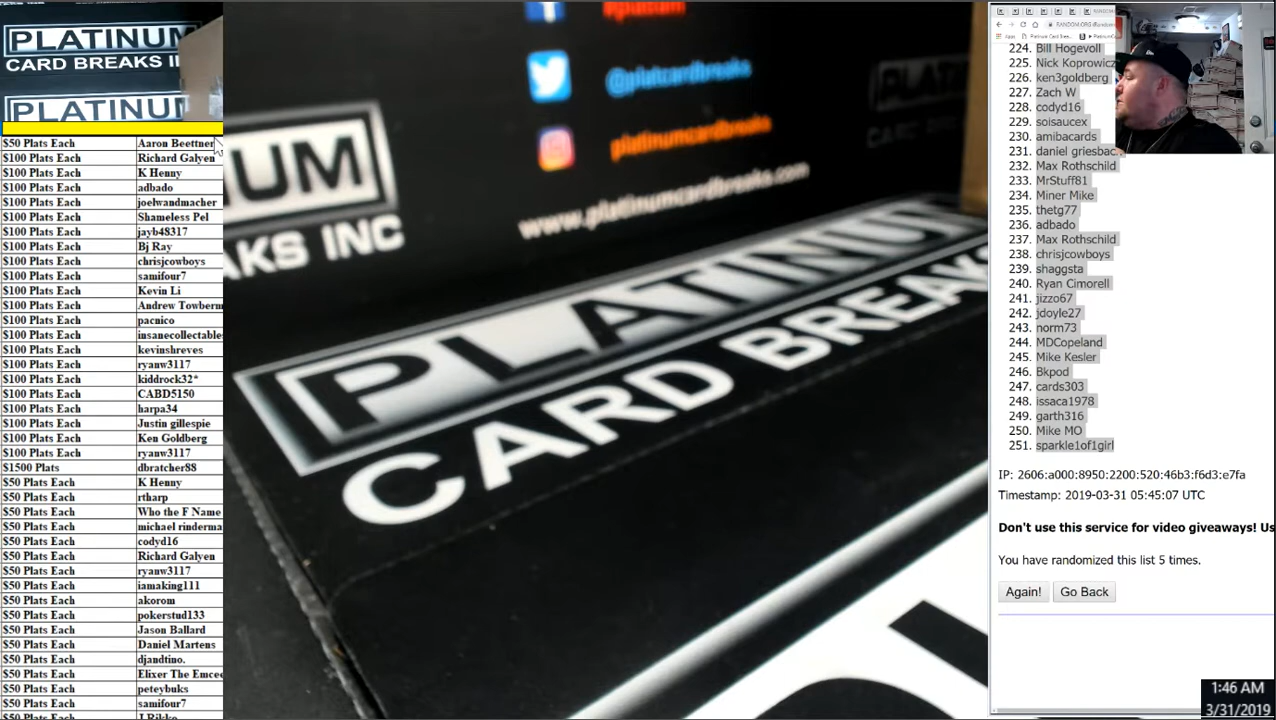 PLATINUM
CARD BREAKS
PLATINUM
$50 Plats Each Aaron Beettner
$100 Plats Each Richard Galyen
$100 Plats Each K Henny
$100 Plats Each adbado
$100 Plats Each joelwandmacher
$100 Plats Each Shameless Pel
$100 Plats Each jayb48317
$100 Plats Each Bj Ray
$100 Plats Each chrisjcowboys
$100 Plats Each samifour7
$100 Plats Each Kevin Li
$100 Plats Each Andrew Towberm
$100 Plats Each pacnico
$100 Plats Each insanecollectable
$100 Plats Each kevinshreves
$100 Plats Each ryanw3117
$100 Plats Each kiddrock32*
$100 Plats Each CABD5150
$100 Plats Each harpa34
$100 Plats Each Justin gillespie
$100 Plats Each Ken Goldberg
$100 Plats Each ryanw3117
$1500 Plats dbratcher88
$50 Plats Each K Henny
$50 Plats Each rtharp
$50 Plats Each Who the F Name
$50 Plats Each michael rinderma
$50 Plats Each codyd16
$50 Plats Each Richard Galyen
$50 Plats Each ryanw3117
$50 Plats Each iamaking111
$50 Plats Each akorom
$50 Plats Each pokerstud133
$50 Plats Each Jason Ballard
$50 Plats Each Daniel Martens
$50 Plats Each djandtino.
$50 Plats Each Elixer The Emcee
$50 Plats Each peteybuks
$50 Plats Each samifour7
$50 Plats Each J Rikko
@platcardbreaks
platinumcardbreaks
www.platinumcardbreaks.com
NUM
AKS INC
PLATINUM
CARD BREAKS
224. Bill Hogevoll
225. Nick Koprowicz
226. ken3goldberg
227. Zach W
228. codyd16
229. soisaucex
230. amibacards
231. daniel griesbac
232. Max Rothschild
233. MrStuff81
234. Miner Mike
235. thetg77
236. adbado
237. Max Rothschild
238. chrisjcowboys
239. shaggsta
240. Ryan Cimorell
241. jizzo67
242. jdoyle27
243. norm73
244. MDCopeland
245. Mike Kesler
246. Bkpod
247. cards303
248. issaca1978
249. garth316
250. Mike MO
251. sparkle1of1girl
IP: 2606:a000:8950:2200:520:46b3:f6d3:e7fa
Timestamp: 2019-03-31 05:45:07 UTC
Don't use this service for video giveaways! Us
You have randomized this list 5 times.
Again! Go Back
1:46 AM
3/31/2019